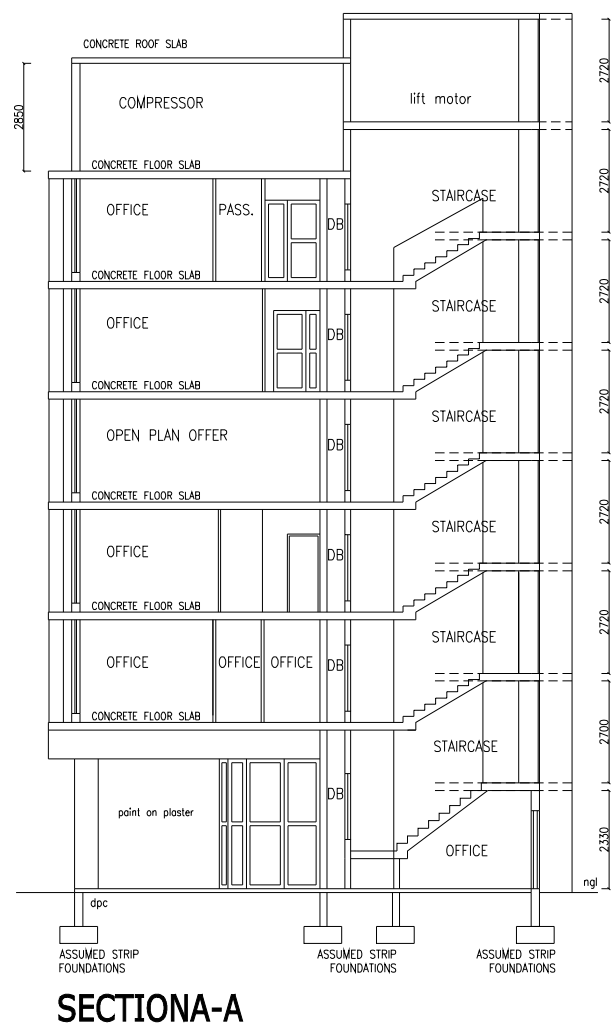 CONCRETE ROOF SLAB
2720
COMPRESSOR
lift motor
2850
CONCRETE FLOOR SLAB
OFFICE
PASS.
DB
STAIRCASE
2720
CONCRETE FLOOR SLAB
OFFICE
DB
STAIRCASE
2720
CONCRETE FLOOR SLAB
OPEN PLAN OFFER
DB
STAIRCASE
2720
CONCRETE FLOOR SLAB
OFFICE
DB
STAIRCASE
2720
CONCRETE FLOOR SLAB
OFFICE
OFFICE
OFFICE
DB
STAIRCASE
2720
CONCRETE FLOOR SLAB
STAIRCASE
2700
DB
paint on plaster
OFFICE
2330
ngl
dpc
ASSUMED STRIP
FOUNDATIONS
ASSUMED STRIP
FOUNDATIONS
ASSUMED STRIP
FOUNDATIONS
SECTIONA-A